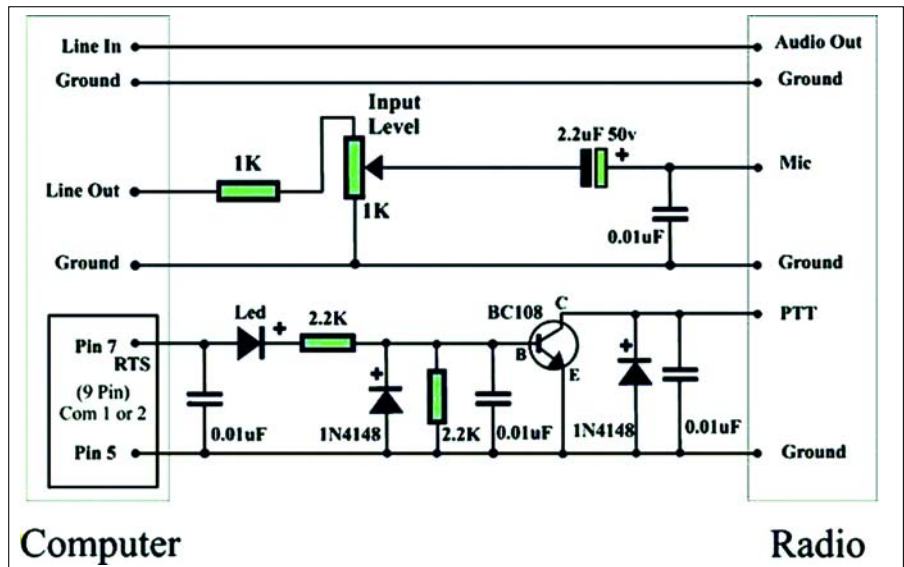 Line In
Audio Out
Ground
Ground
Input
Level
2.2uF 50v
+
1K
Mic
Line Out
1K
0.01uF
Ground
Ground
Led
+
2.2K
BC108
C
B
E
PTT
Pin 7
RTS
(9 Pin)
Com 1 or 2
+
+
0.01uF
1N4148
2.2K
0.01uF
1N4148
0.01uF
Pin 5
Ground
Computer
Radio